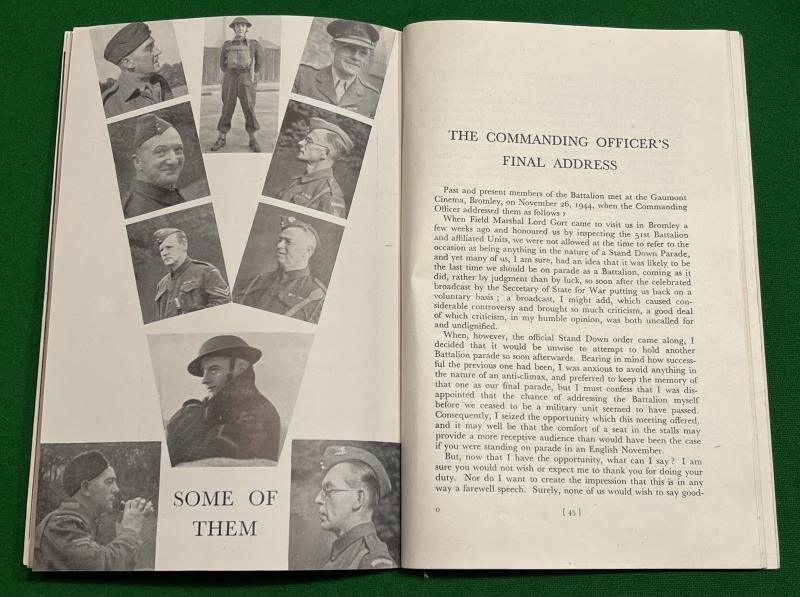 SOME OF
THEM
THE COMMANDING OFFICER'S
FINAL ADDRESS
Past and present members of the Battalion met at the Gaumont
Cinema, Bromley, on November 26, 1944, when the Commanding
Officer addressed them as follows ;
When Field Marshal Lord Gort came to visit us in Bromley a
few weeks ago and honoured us by inspecting the 51st Battalion
and affiliated Units, we were not allowed at the time to refer to the
occasion as being anything in the nature of a Stand Down Parade,
and yet many of us, I am sure, had an idea that it was likely to be
the last time we should be on parade as a Battalion, coming as it
did, rather by judgment than by luck, so soon after the celebrated
broadcast by the Secretary of State for War putting us back on a
voluntary basis ; a broadcast, I might add, which caused con-
siderable controversy and brought so much criticism, a good deal
of which criticism, in my humble opinion, was both uncalled for
and undignified.
When, however, the official Stand Down order came along, I
decided that it would be unwise to attempt to hold another
Battalion parade so soon afterwards. Bearing in mind how success-
ful the previous one had been, I was anxious to avoid anything in
the nature of an anti-climax, and preferred to keep the memory of
that one as our final parade, but I must confess that I was dis-
appointed that the chance of addressing the Battalion myself
before we ceased to be a military unit seemed to have passed.
Consequently, I seized the opportunity which this meeting offered,
and it may well be that the comfort of a seat in the stalls may
provide a more receptive audience than would have been the case
if you were standing on parade in an English November.
But, now that I have the opportunity, what can I say? I am
sure you would not wish or expect me to thank you for doing your
duty. Nor do I want to create the impression that this is in any
way a farewell speech. Surely, none of us would wish to say good-
D
[ 45 ]